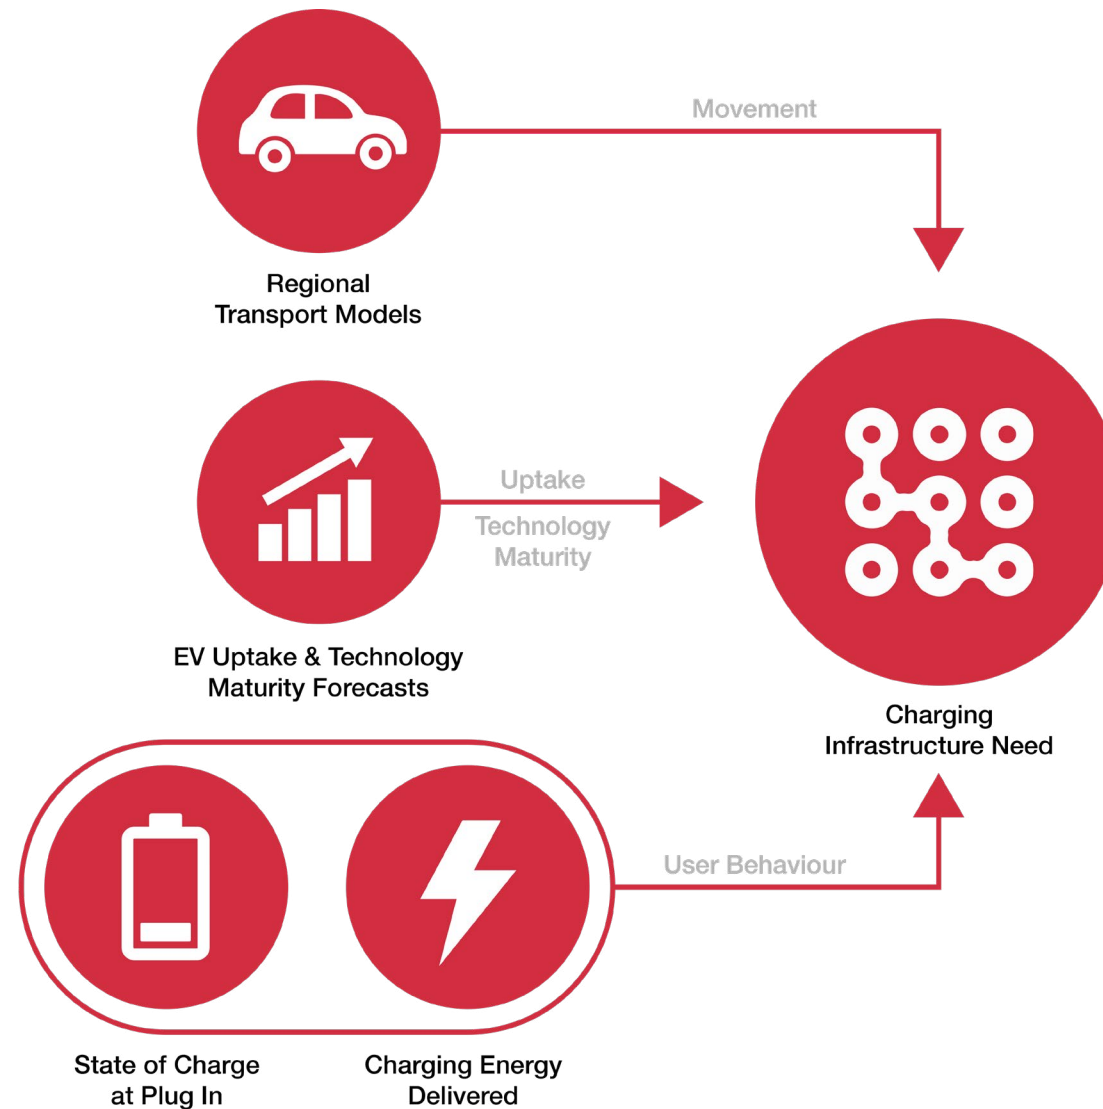 Movement
Regional
Transport Models
Uptake
Technology
Maturity
EV Uptake & Technology
Maturity Forecasts
Charging
Infrastructure Need
User Behaviour
State of Charge
at Plug In
Charging Energy
Delivered